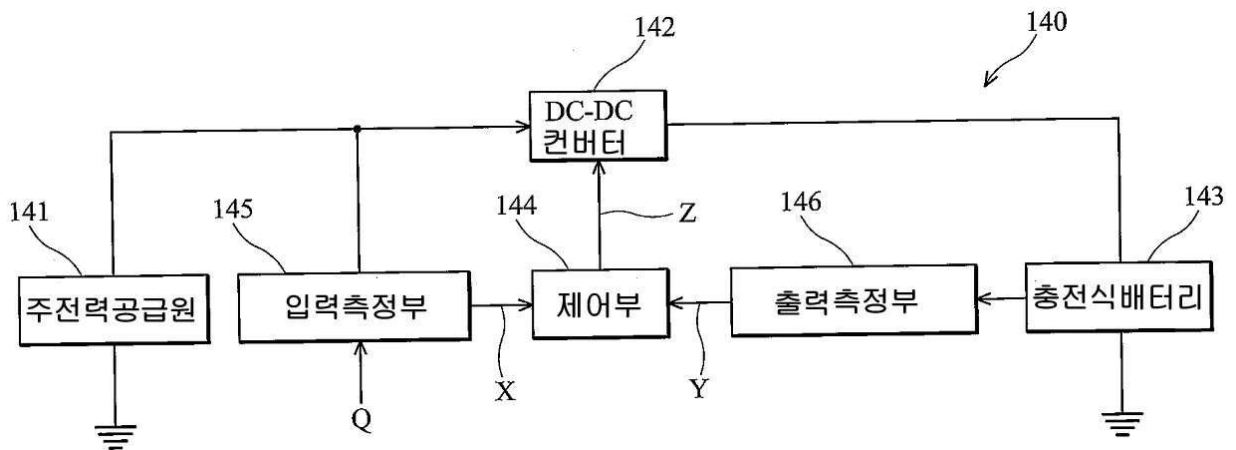 142
140
DC-DC
컨버터
141
145
144
Z
146
143
주전력공급원
입력측정부
제어부
출력측정부
충전식배터리
X
Y
Q